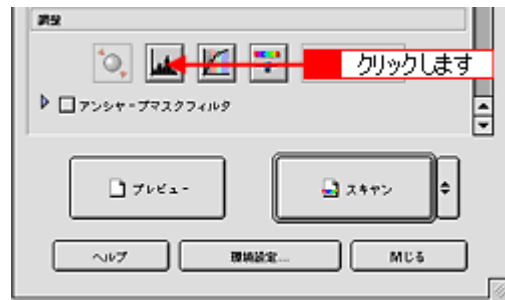 調整
クリックします
アンシャープマスクフィルタ
プレビュー
スキャン
ヘルプ
環境設定...
閉じる